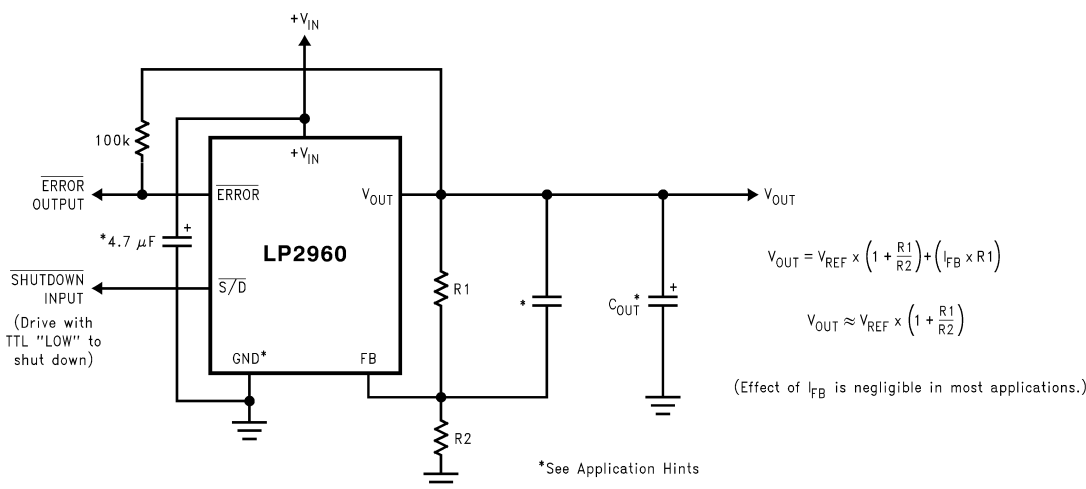 +VIN
100k
+VIN
ERROR
OUTPUT
ERROR
VOUT
VOUT
*4.7 μF
+
LP2960
SHUTDOWN
INPUT
S/D
(Drive with
TTL "LOW" to
shut down)
R1
*
COUT*
+
GND*
FB
R2
*See Application Hints
VOUT = VREF x (1 + R1/R2) + (IFB x R1)
VOUT ≈ VREF x (1 + R1/R2)
(Effect of IFB is negligible in most applications.)